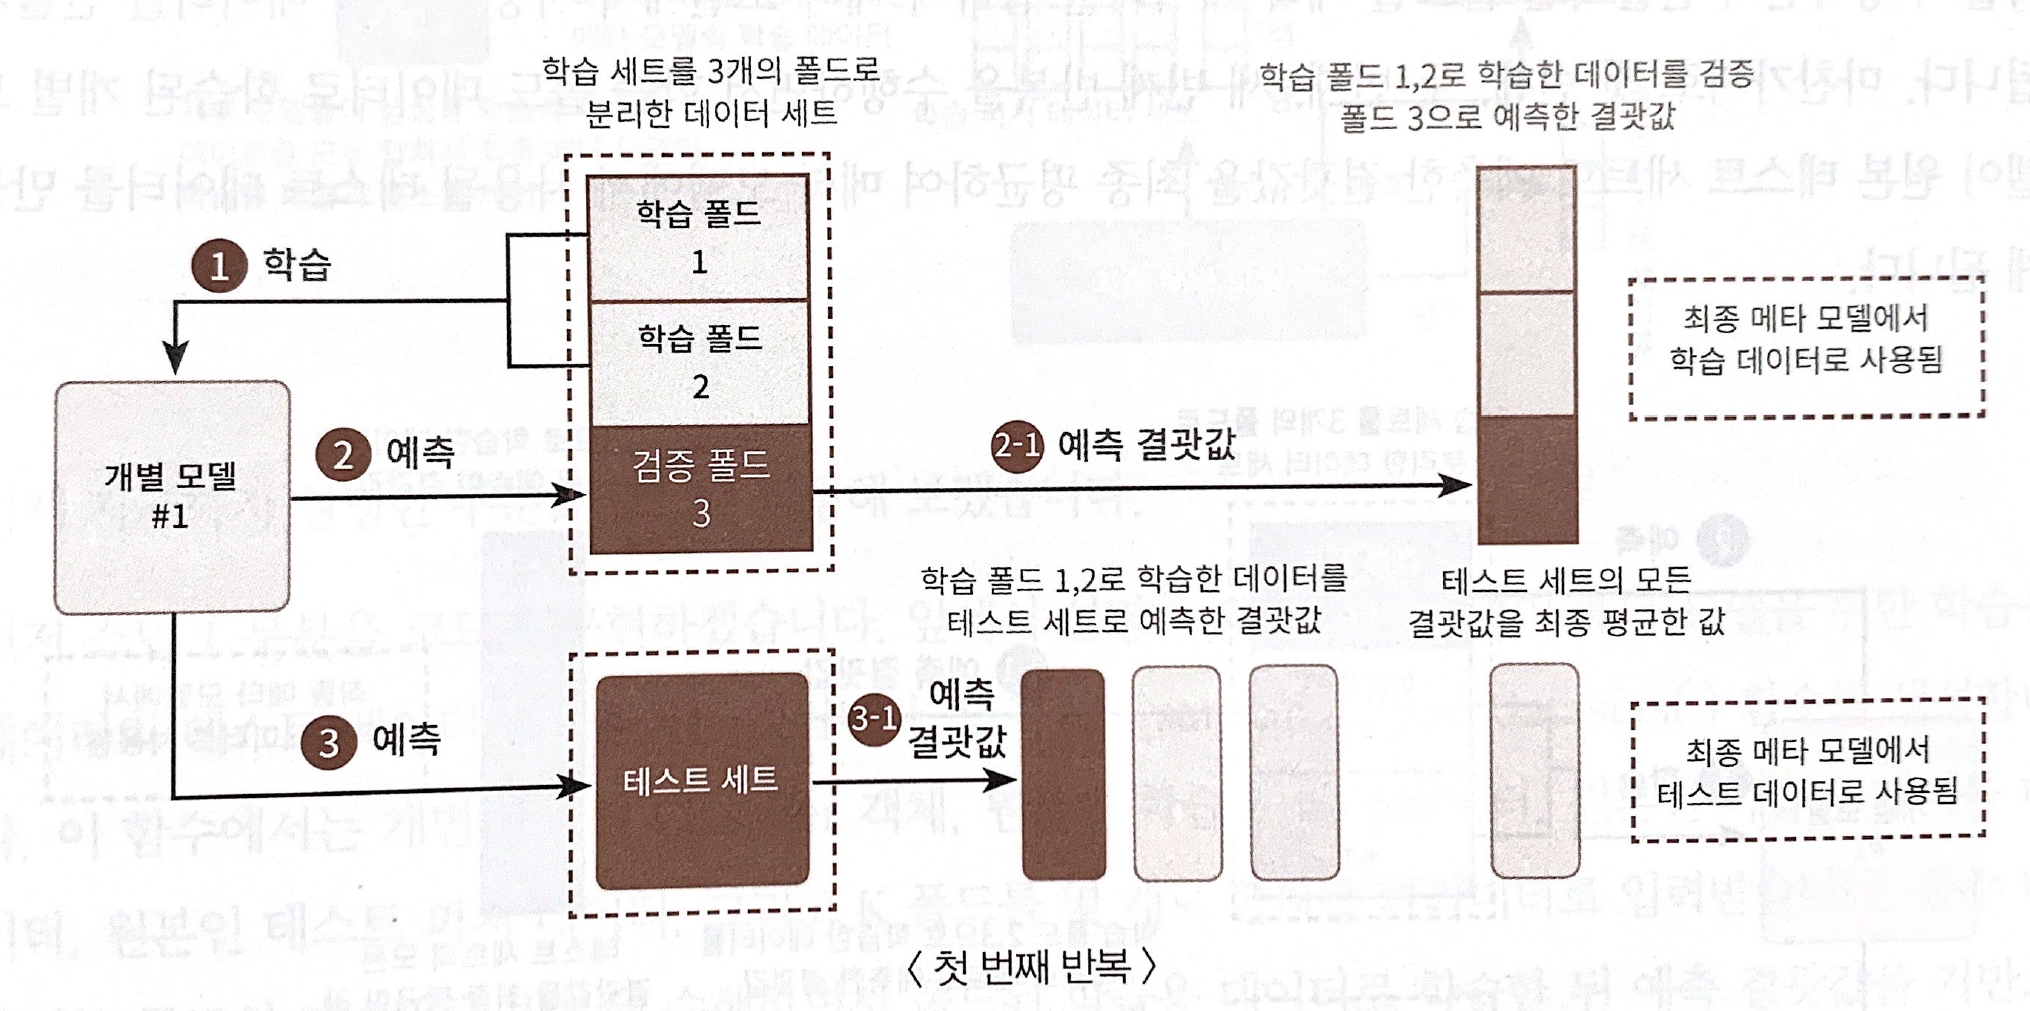 학습 세트를 3개의 폴드로
분리한 데이터 세트
학습 폴드 1,2로 학습한 데이터를 검증
폴드 3으로 예측한 결괏값
학습 폴드
1
1 학습
학습 폴드
2
최종 메타 모델에서
학습 데이터로 사용됨
2 예측
검증 폴드
3
2-1 예측 결괏값
개별 모델
#1
학습 폴드 1,2로 학습한 데이터를
테스트 세트로 예측한 결괏값
테스트 세트의 모든
결괏값을 최종 평균한 값
3 예측
테스트 세트
3-1 예측
결괏값
최종 메타 모델에서
테스트 데이터로 사용됨
〈 첫 번째 반복 〉